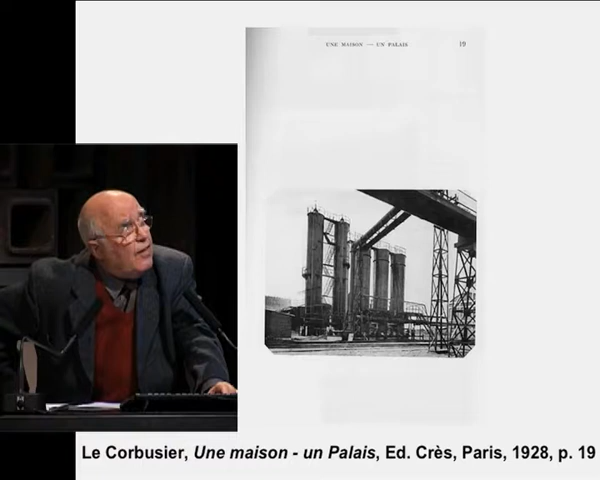 UNE MAISON — UN PALAIS 19
Le Corbusier, Une maison - un Palais, Ed. Crès, Paris, 1928, p. 19